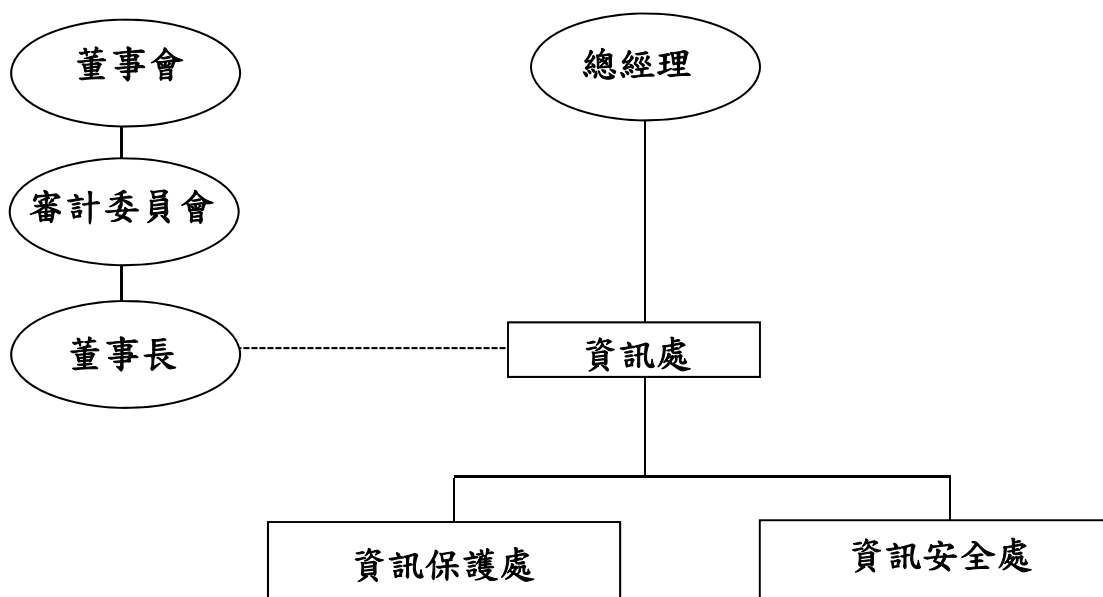 董事會
總經理
審計委員會
董事長
資訊處
資訊保護處
資訊安全處